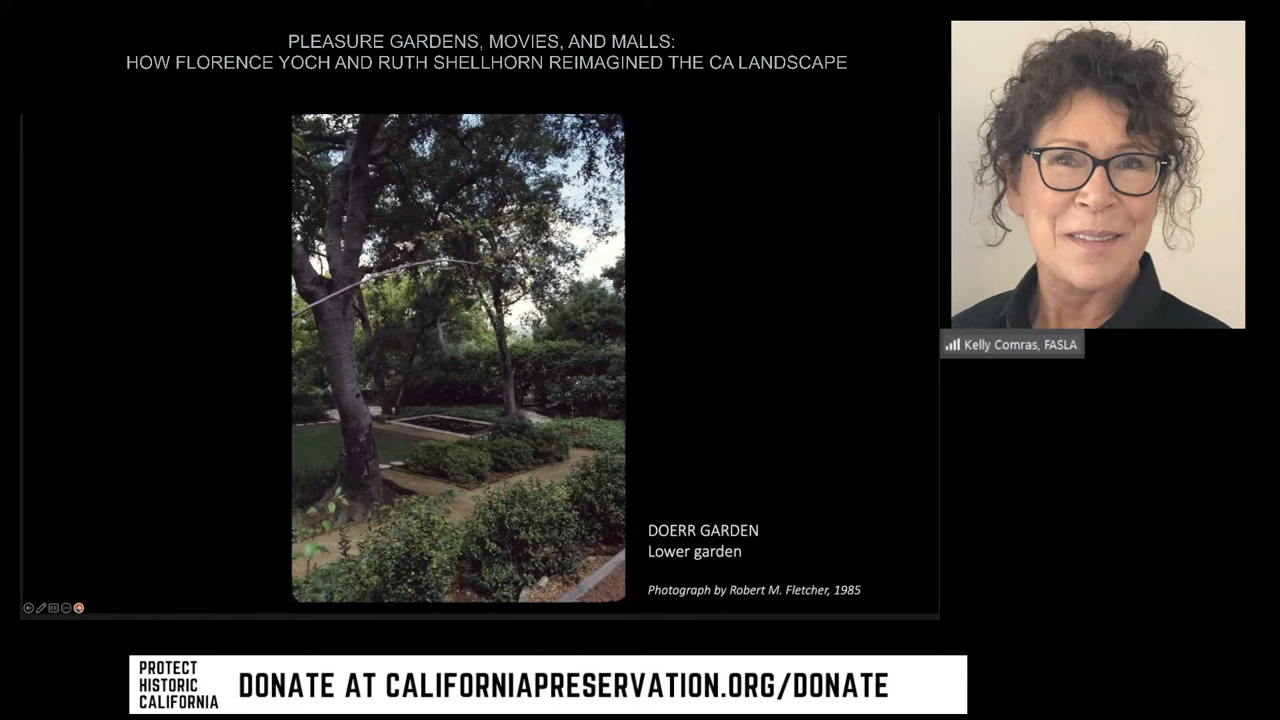 PLEASURE GARDENS, MOVIES, AND MALLS:
HOW FLORENCE YOCH AND RUTH SHELLHORN REIMAGINED THE CA LANDSCAPE
Kelly Comras, FASLA
DOERR GARDEN
Lower garden
Photograph by Robert M. Fletcher, 1985
PROTECT
HISTORIC
CALIFORNIA
DONATE AT CALIFORNIAPRESERVATION.ORG/DONATE